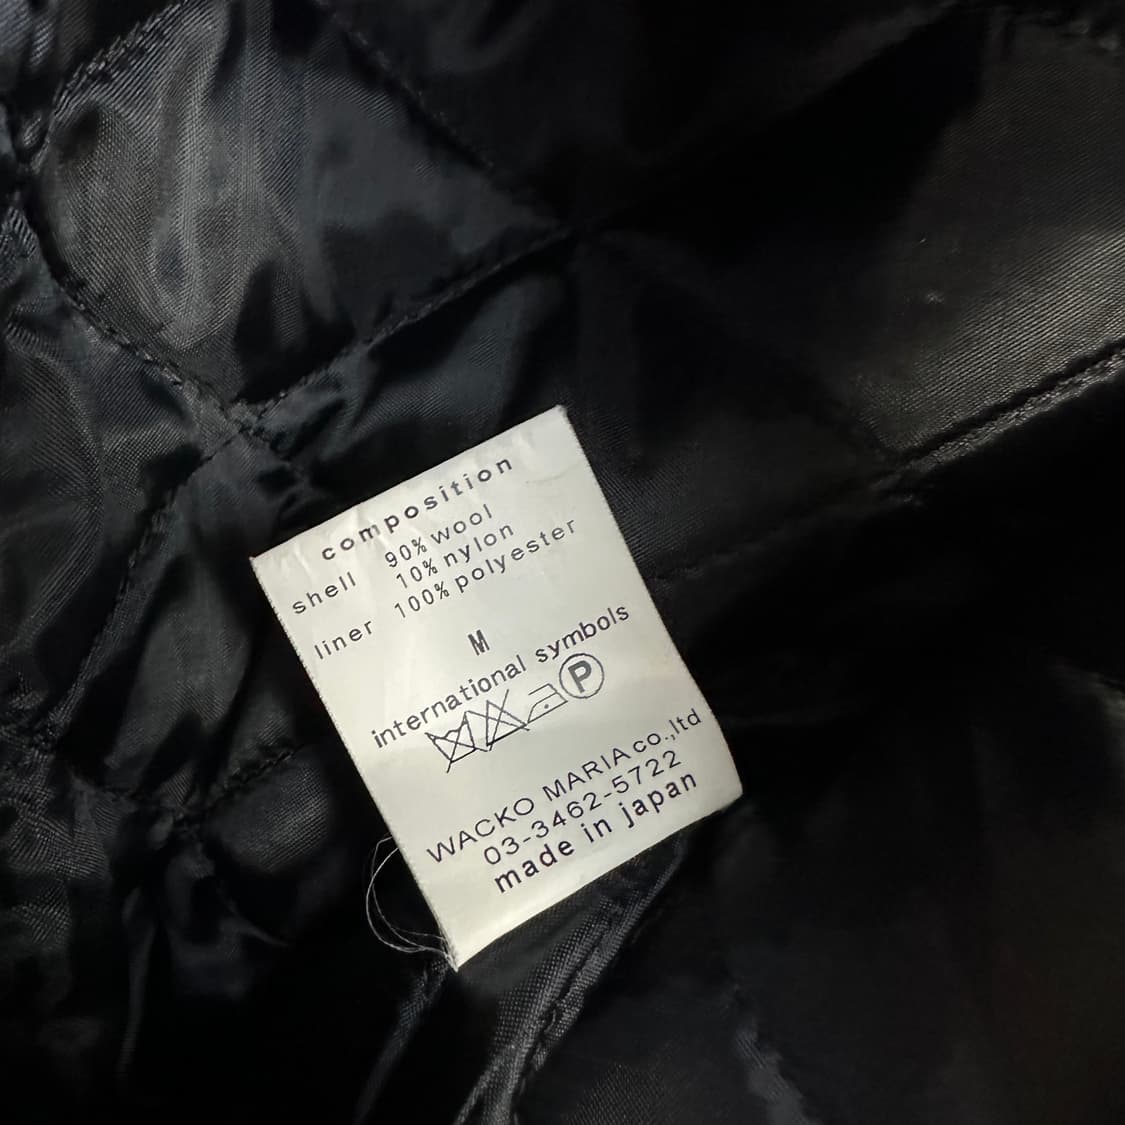 composition
shell 90% wool
10% nylon
liner 100% polyester
M
international symbols
P
WACKO MARIA co.,ltd
03-3462-5722
made in japan